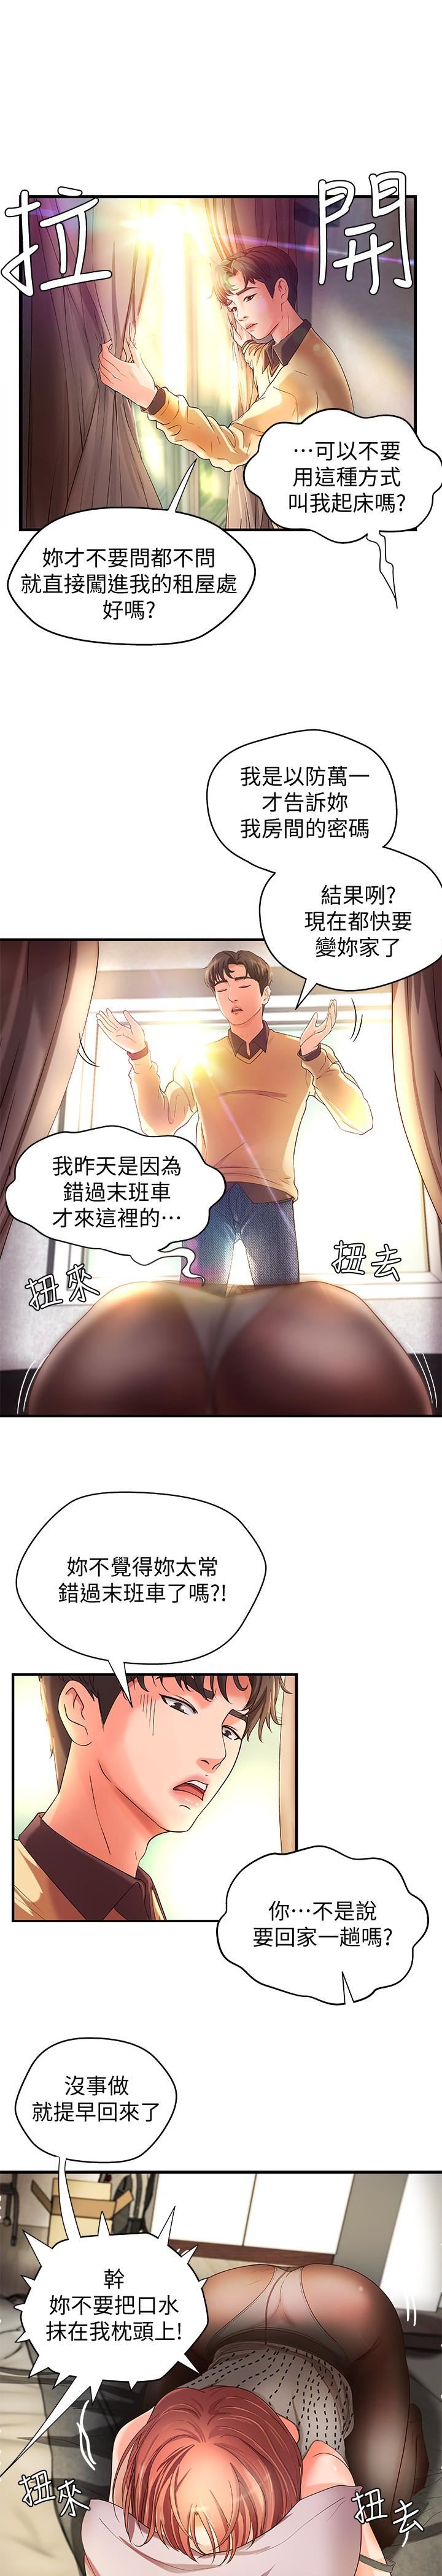 拉開
…可以不要
用這種方式
叫我起床嗎?
妳才不要問都不問
就直接闖進我的租屋處
好嗎?
我是以防萬一
才告訴妳
我房間的密碼
結果咧?
現在都快要
變妳家了
我昨天是因為
錯過末班車
才來這裡的…
扭來
扭去
妳不覺得妳太常
錯過末班車了嗎?!
你…不是說
要回家一趟嗎?
沒事做
就提早回來了
幹
妳不要把口水
抹在我枕頭上!
扭來
扭去